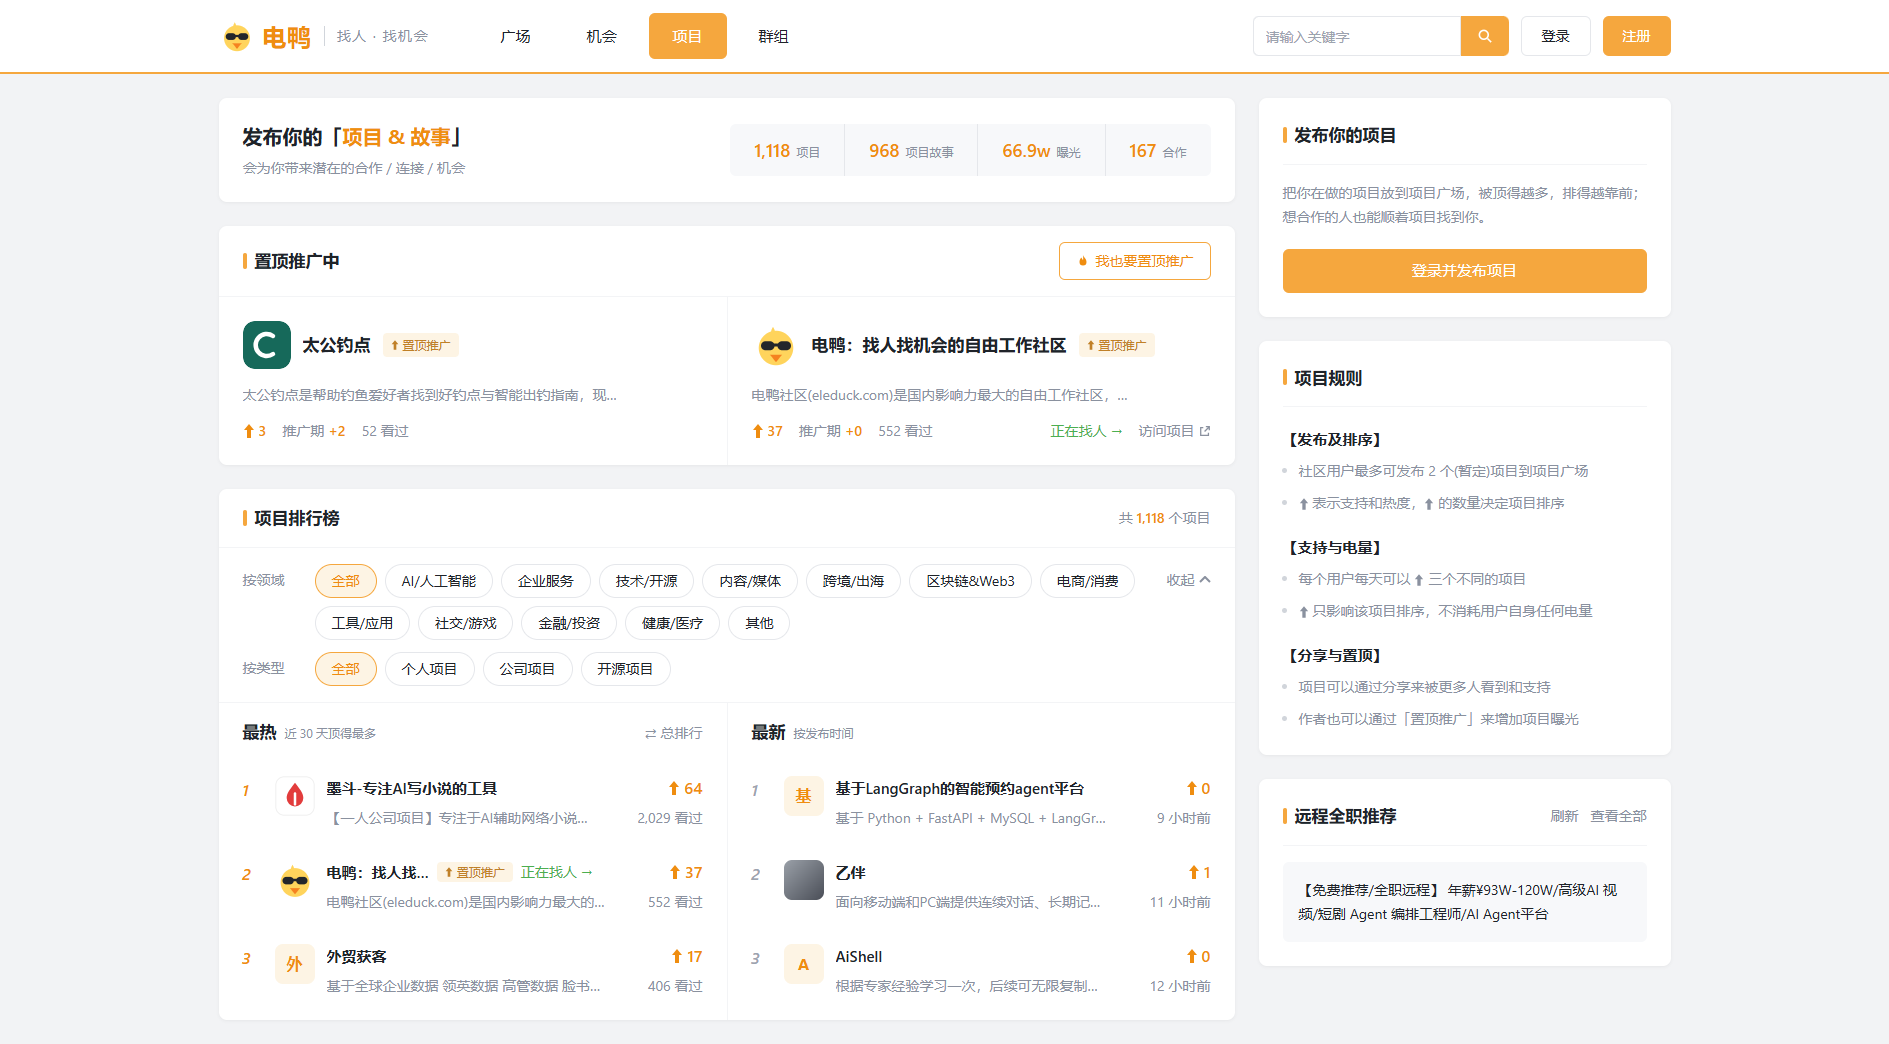 电鸭
找人 · 找机会
广场
机会
项目
群组
请输入关键字
登录
注册
发布你的「项目 & 故事」
会为你带来潜在的合作 / 连接 / 机会
1,118 项目
968 项目故事
66.9w 曝光
167 合作
置顶推广中
我也要置顶推广
C
太公钓点
置顶推广
太公钓点是帮助钓鱼爱好者找到好钓点与智能出钓指南，现...
3 推广期 +2 52 看过
电鸭：找人找机会的自由工作社区
置顶推广
电鸭社区(eleduck.com)是国内影响力最大的自由工作社区，...
37 推广期 +0 552 看过
正在找人 → 访问项目
项目排行榜
共 1,118 个项目
按领域
全部
AI/人工智能
企业服务
技术/开源
内容/媒体
跨境/出海
区块链&Web3
电商/消费
收起
工具/应用
社交/游戏
金融/投资
健康/医疗
其他
按类型
全部
个人项目
公司项目
开源项目
最热 近 30 天顶得最多
⇄ 总排行
1
墨斗-专注AI写小说的工具
64
【一人公司项目】专注于AI辅助网络小说...
2,029 看过
2
电鸭：找人找... 置顶推广 正在找人 →
37
电鸭社区(eleduck.com)是国内影响力最大的...
552 看过
3
外
外贸获客
17
基于全球企业数据 领英数据 高管数据 脸书...
406 看过
最新 按发布时间
1
基
基于LangGraph的智能预约agent平台
0
基于 Python + FastAPI + MySQL + LangGr...
9 小时前
2
乙伴
1
面向移动端和PC端提供连续对话、长期记...
11 小时前
3
A
AiShell
0
根据专家经验学习一次，后续可无限复制...
12 小时前
发布你的项目
把你在做的项目放到项目广场，被顶得越多，排得越靠前；
想合作的人也能顺着项目找到你。
登录并发布项目
项目规则
【发布及排序】
社区用户最多可发布 2 个(暂定)项目到项目广场
表示支持和热度， 的数量决定项目排序
【支持与电量】
每个用户每天可以 三个不同的项目
只影响该项目排序，不消耗用户自身任何电量
【分享与置顶】
项目可以通过分享来被更多人看到和支持
作者也可以通过「置顶推广」来增加项目曝光
远程全职推荐
刷新 查看全部
【免费推荐/全职远程】 年薪¥93W-120W/高级AI 视
频/短剧 Agent 编排工程师/AI Agent平台